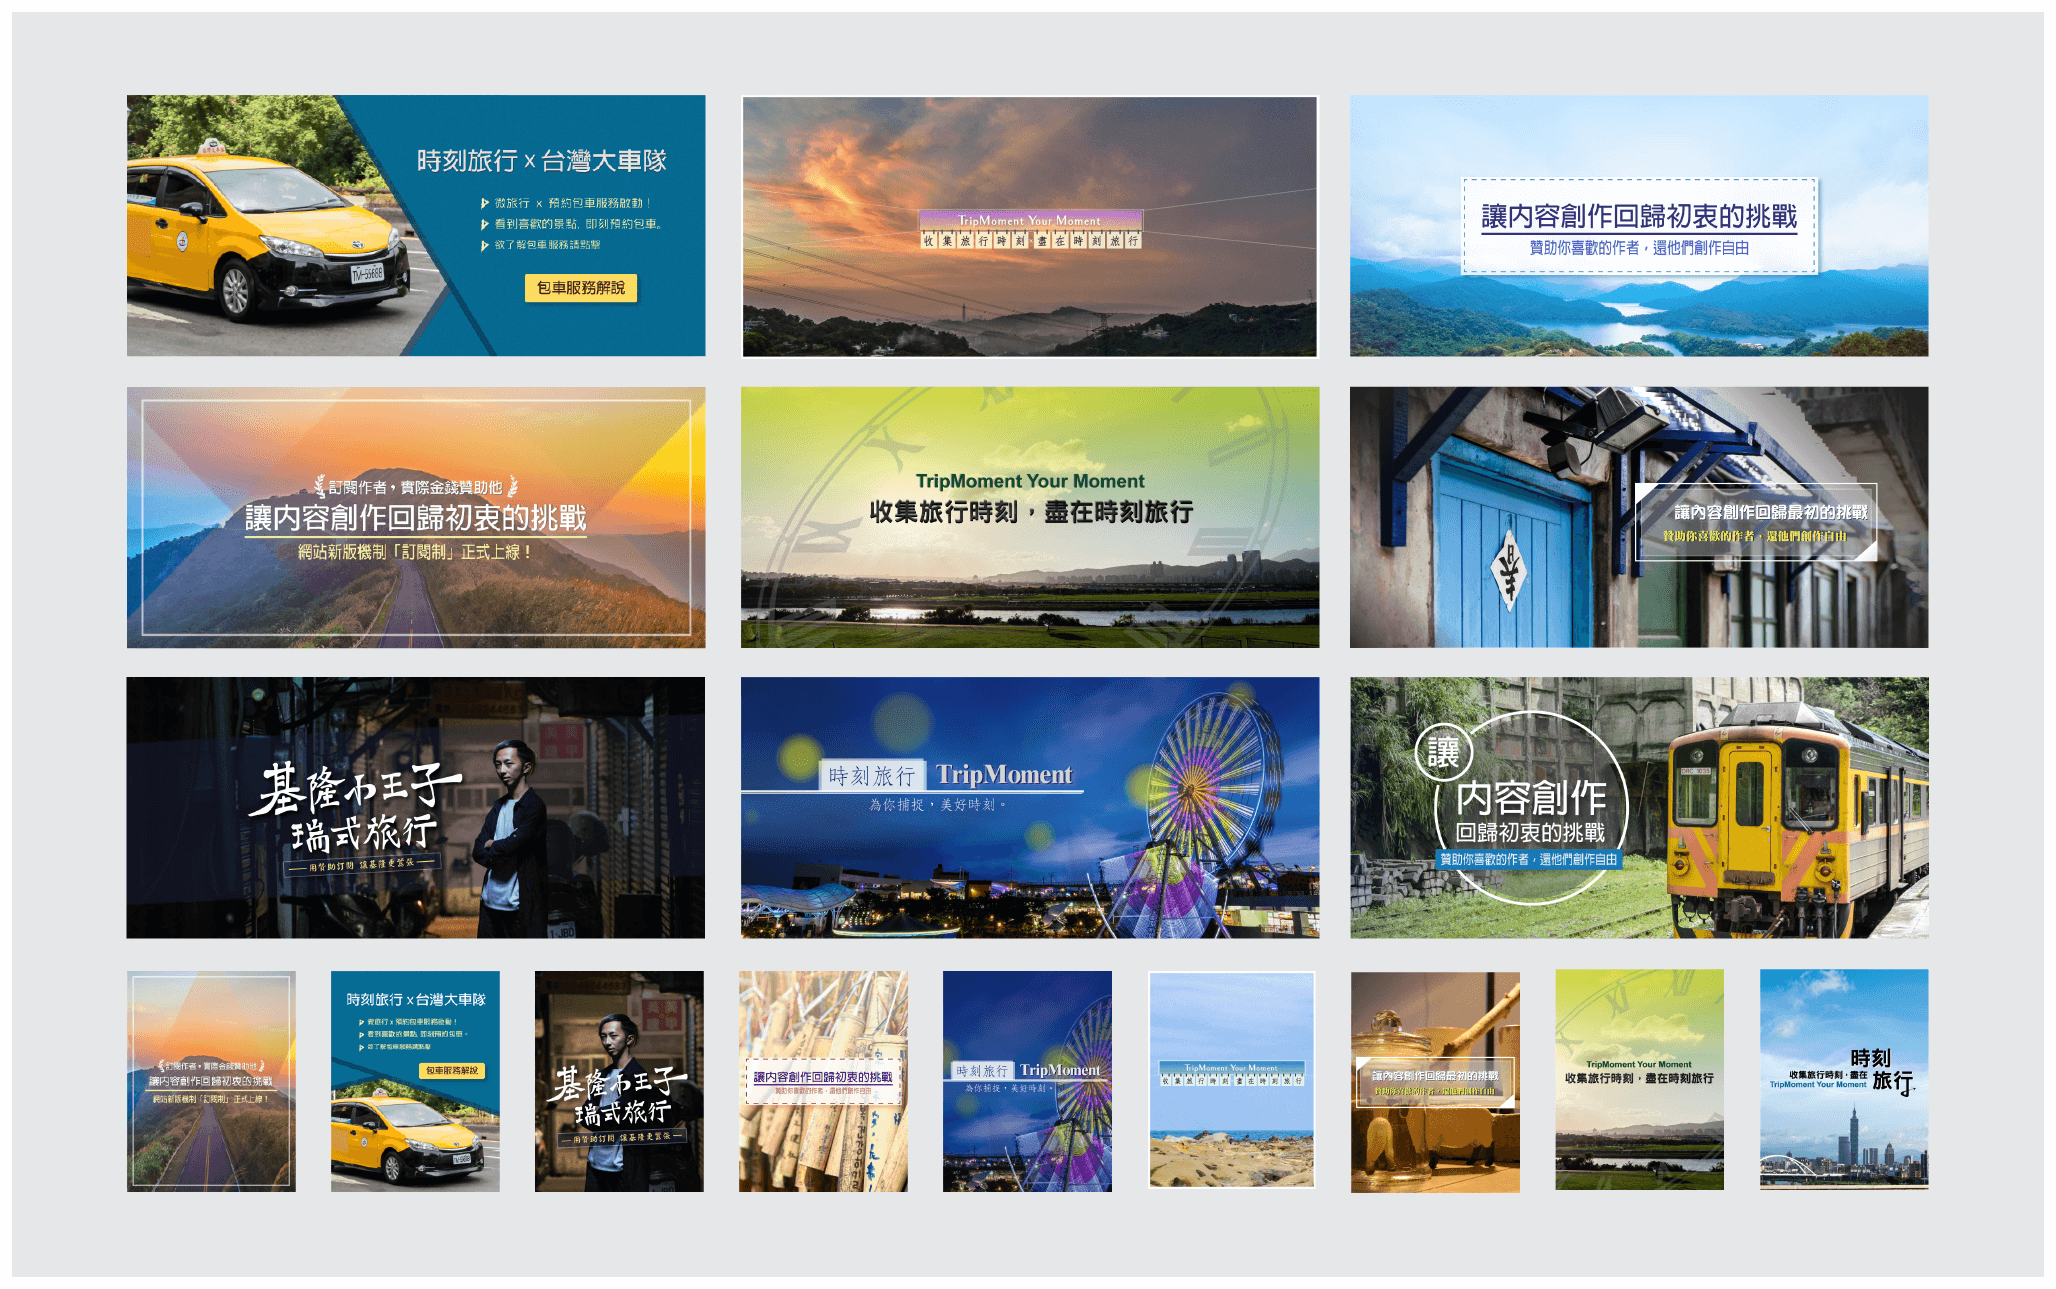 時刻旅行 x 台灣大車隊
微旅行 x 預約包車服務啟動！
看到喜歡的景點, 即刻預約包車。
欲了解包車服務請點擊
包車服務解說
TripMoment Your Moment
收集旅行時刻 盡在時刻旅行
讓內容創作回歸初衷的挑戰
贊助你喜歡的作者，還他們創作自由
訂閱作者，實際金錢贊助他
讓內容創作回歸初衷的挑戰
網站新版機制「訂閱制」正式上線！
TripMoment Your Moment
收集旅行時刻，盡在時刻旅行
讓內容創作回歸最初的挑戰
贊助你喜歡的作者，還他們創作自由
基隆小王子
瑞式旅行
用贊助訂閱 讓基隆更囂張
時刻旅行 TripMoment
為你捕捉，美好時刻。
讓
內容創作
回歸初衷的挑戰
贊助你喜歡的作者，還他們創作自由
訂閱作者，實際金錢贊助他
讓內容創作回歸初衷的挑戰
網站新版機制「訂閱制」正式上線！
時刻旅行 x 台灣大車隊
看到喜歡的景點, 即刻預約包車。
欲了解包車服務請點擊
包車服務解說
基隆小王子
瑞式旅行
用贊助訂閱 讓基隆更囂張
讓內容創作回歸初衷的挑戰
贊助你喜歡的作者，還他們創作自由
時刻旅行 TripMoment
為你捕捉，美好時刻。
TripMoment Your Moment
收集旅行時刻 盡在時刻旅行
讓內容創作回歸最初的挑戰
贊助你喜歡的作者，還他們創作自由
TripMoment Your Moment
收集旅行時刻，盡在時刻旅行
時刻
收集旅行時刻，盡在
旅行
TripMoment Your Moment